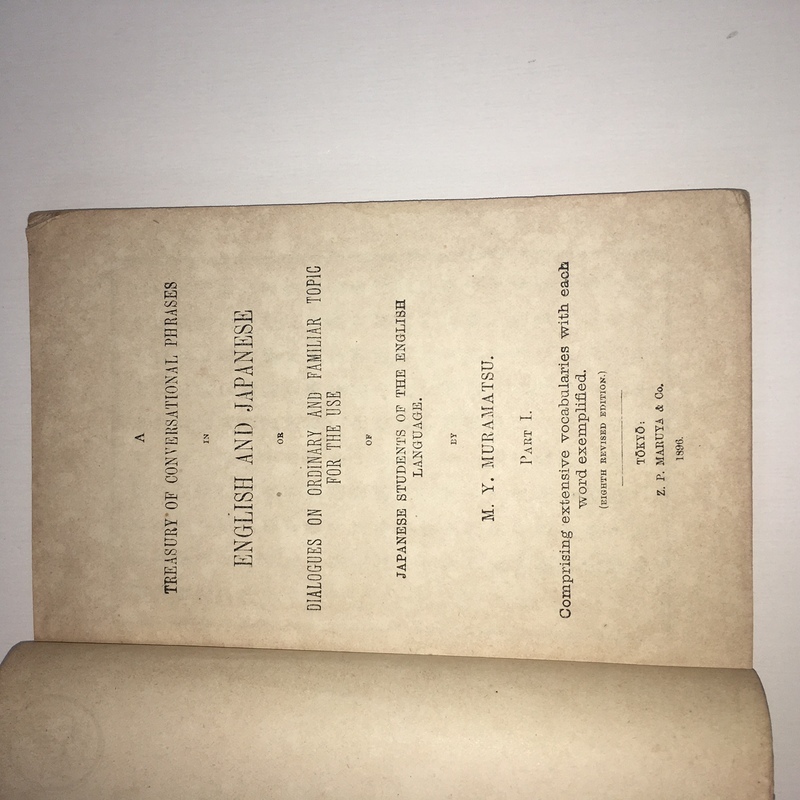 A
TREASURY OF CONVERSATIONAL PHRASES
IN
ENGLISH AND JAPANESE
OR
DIALOGUES ON ORDINARY AND FAMILIAR TOPIC
FOR THE USE
OF
JAPANESE STUDENTS OF THE ENGLISH
LANGUAGE.
BY
M. Y. MURAMATSU.
PART I.
Comprising extensive vocabularies with each
word exemplified.
(EIGHTH REVISED EDITION.)
TŌKYŌ:
Z. P. MARUYA & Co.
1896.